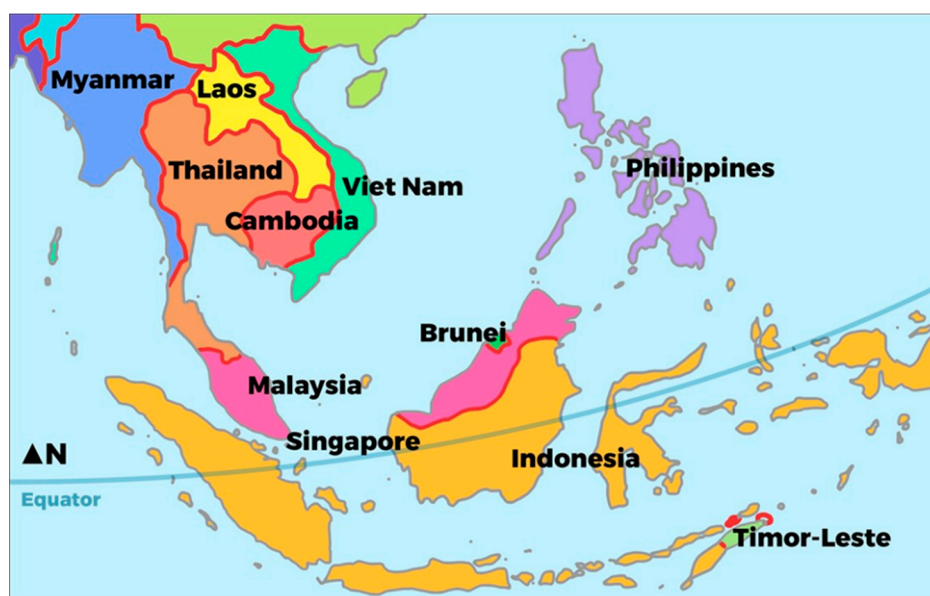 Myanmar
Laos
Thailand
Viet Nam
Philippines
Cambodia
Brunei
Malaysia
Singapore
▲N
Indonesia
Equator
Timor-Leste